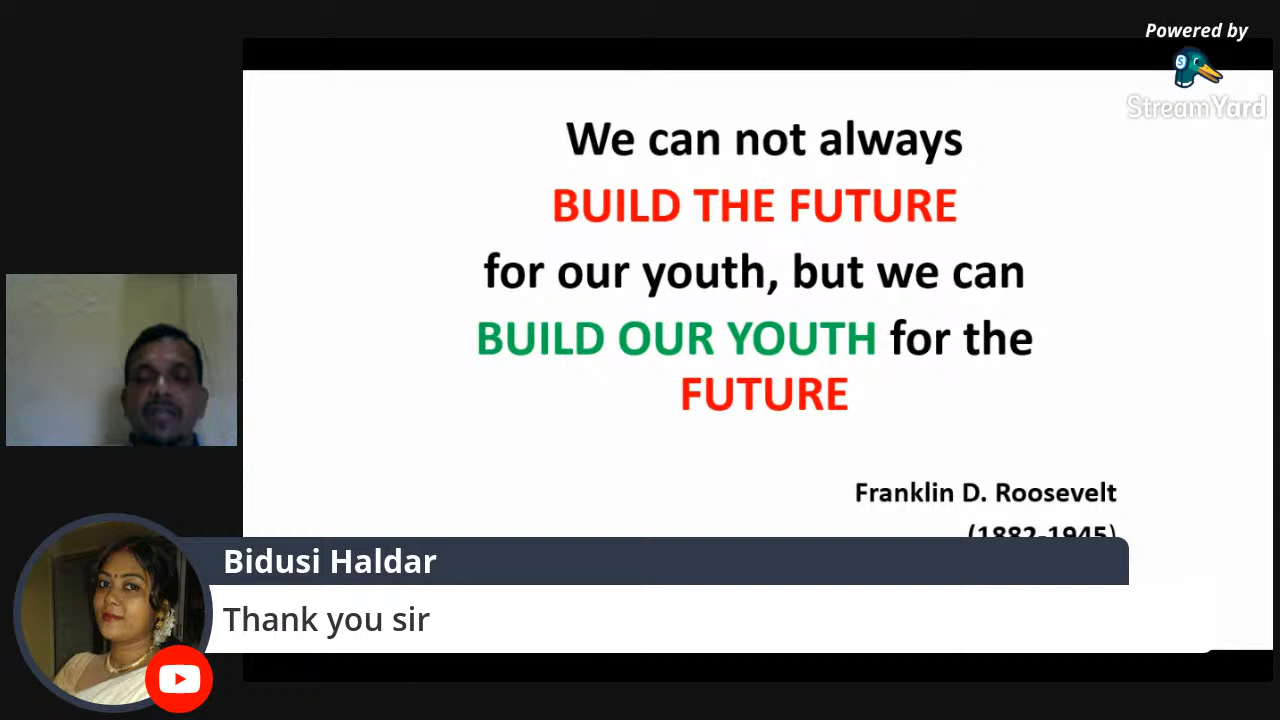 Powered by
StreamYard
We can not always
BUILD THE FUTURE
for our youth, but we can
BUILD OUR YOUTH for the
FUTURE
Franklin D. Roosevelt
(1882-1945)
Bidusi Haldar
Thank you sir